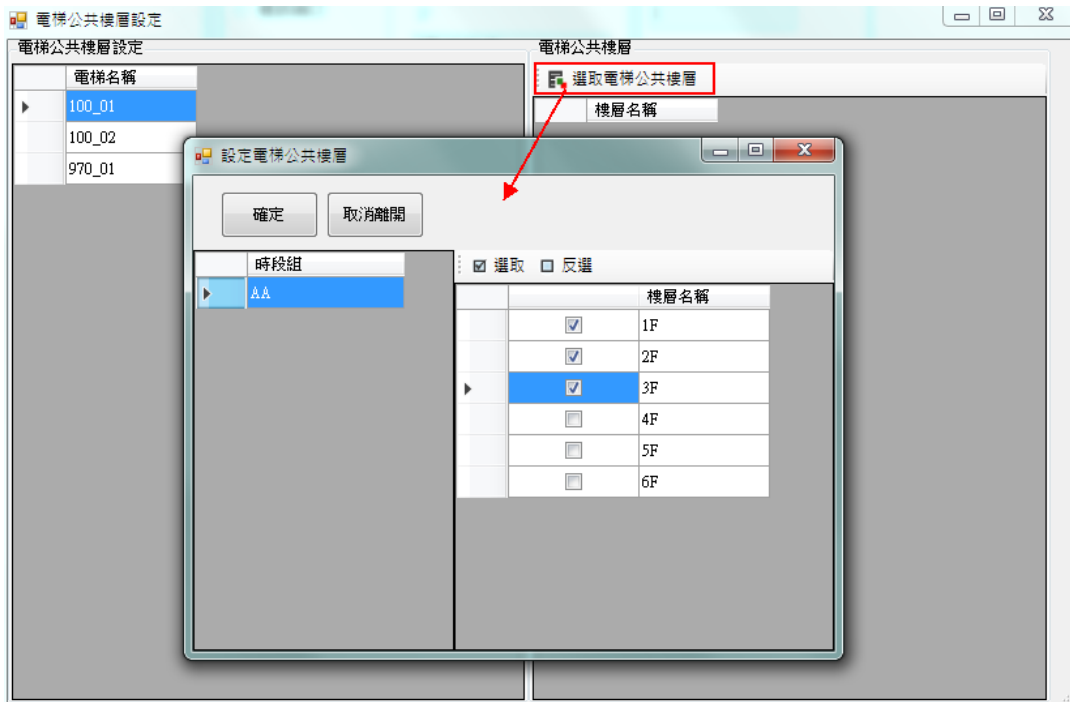 電梯公共樓層設定
電梯公共樓層設定
電梯公共樓層
電梯名稱
選取電梯公共樓層
100_01
樓層名稱
100_02
970_01
設定電梯公共樓層
確定
取消離開
時段組
選取
反選
AA
樓層名稱
1F
2F
3F
4F
5F
6F